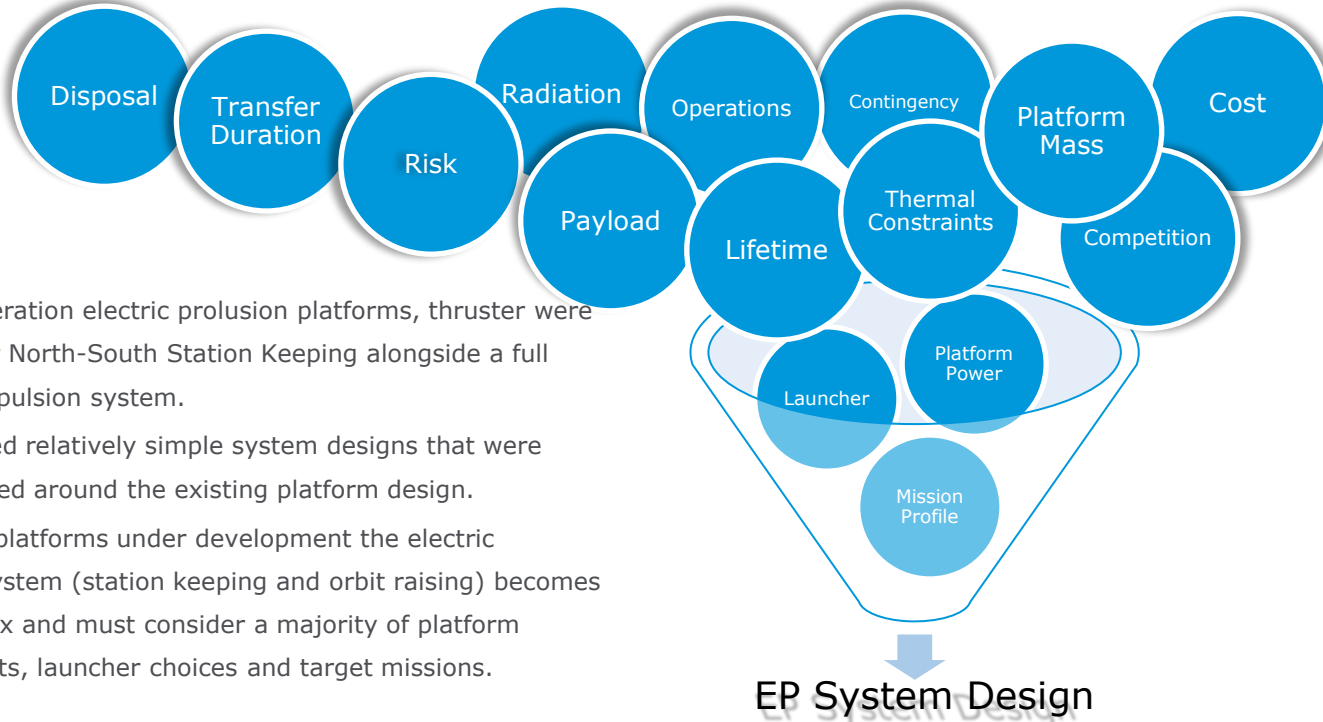 Disposal
Transfer
Duration
Risk
Radiation
Payload
Operations
Lifetime
Contingency
Thermal
Constraints
Platform
Mass
Cost
Competition
Launcher
Platform
Power
Mission
Profile
eration electric prolusion platforms, thruster were
North-South Station Keeping alongside a full
pulsion system.
ed relatively simple system designs that were
ed around the existing platform design.
platforms under development the electric
ystem (station keeping and orbit raising) becomes
x and must consider a majority of platform
ts, launcher choices and target missions.
EP System Design